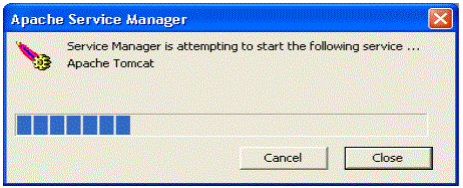 Apache Service Manager
Service Manager is attempting to start the following service ...
Apache Tomcat
Cancel
Close